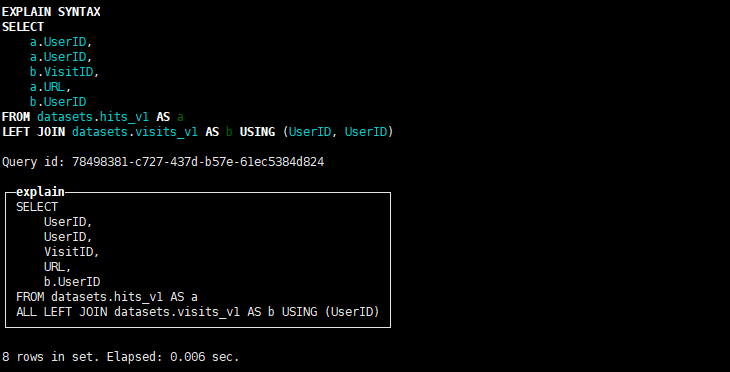 EXPLAIN SYNTAX
SELECT
    a.UserID,
    a.UserID,
    b.VisitID,
    a.URL,
    b.UserID
FROM datasets.hits_v1 AS a
LEFT JOIN datasets.visits_v1 AS b USING (UserID, UserID)
Query id: 78498381-c727-437d-b57e-61ec5384d824
explain
SELECT
    UserID,
    UserID,
    VisitID,
    URL,
    b.UserID
FROM datasets.hits_v1 AS a
ALL LEFT JOIN datasets.visits_v1 AS b USING (UserID)
8 rows in set. Elapsed: 0.006 sec.